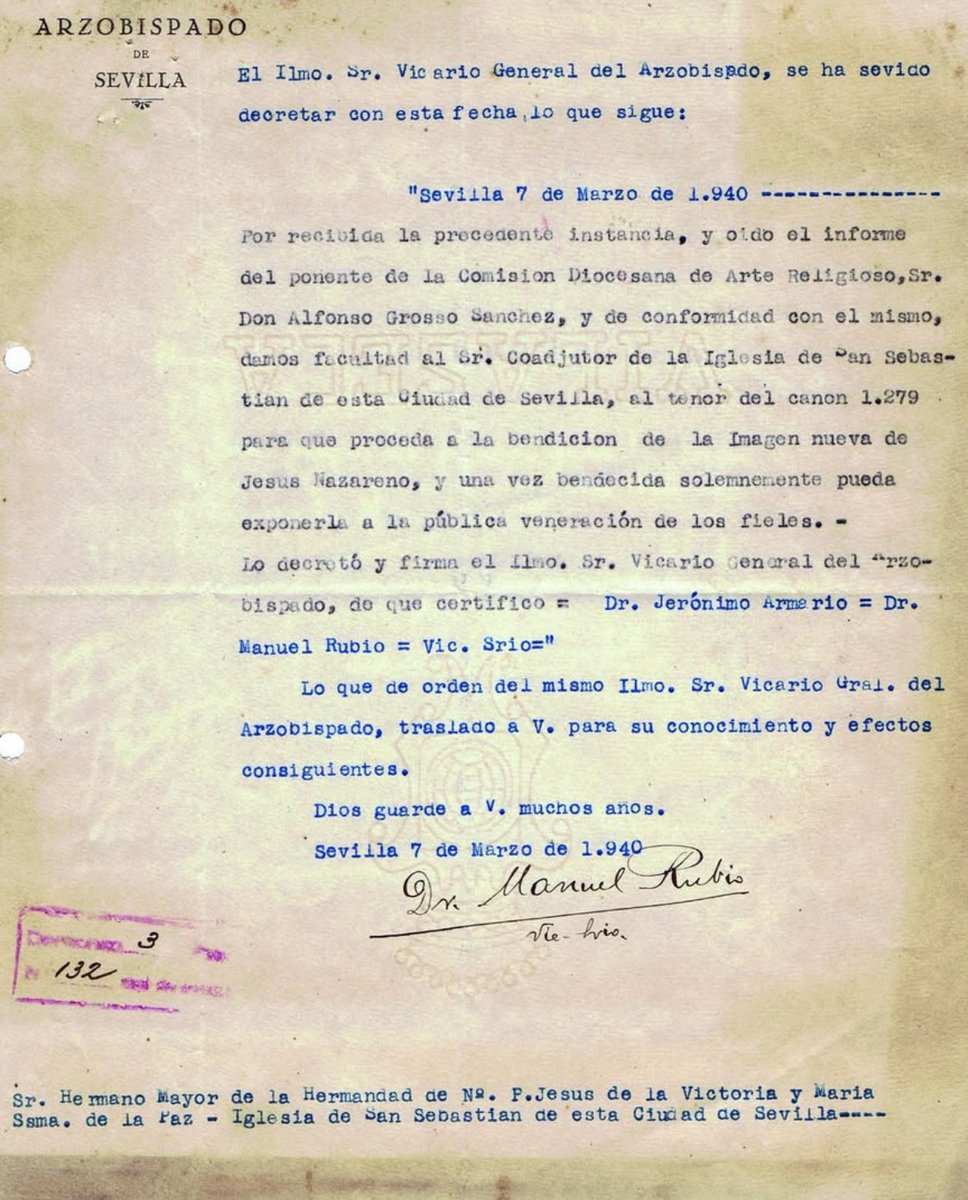 ARZOBISPADO
DE
SEVILLA
El Ilmo. Sr. Vicario General del Arzobispado, se ha sevido
decretar con esta fecha,lo que sigue:
"Sevilla 7 de Marzo de 1.940 ---------------
Por recibida la precedente instancia, y oido el informe
del ponente de la Comision Diocesana de Arte Religioso,Sr.
Don Alfonso Grosso Sanchez, y de conformidad con el mismo,
damos facultad al Sr. Coadjutor de la Iglesia de San Sebas-
tian de esta Ciudad de Sevilla, al tenor del canon 1.279
para que proceda a la bendicion de la Imagen nueva de
Jesus Nazareno, y una vez bendecida solemnemente pueda
exponerla a la pública veneración de los fieles. -
Lo decretó y firma el Ilmo. Sr. Vicario General del Arzo-
bispado, de que certifico = Dr. Jerónimo Armario = Dr.
Manuel Rubio = Vic. Srio="
Lo que de orden del mismo Ilmo. Sr. Vicario Gral. del
Arzobispado, traslado a V. para su conocimiento y efectos
consiguientes.
Dios guarde a V. muchos años.
Sevilla 7 de Marzo de 1.940
Dr. Manuel Rubio
3
N 132
Sr. Hermano Mayor de la Hermandad de Nº. P.Jesus de la Victoria y Maria
Ssma. de la Paz - Iglesia de San Sebastian de esta Ciudad de Sevilla----